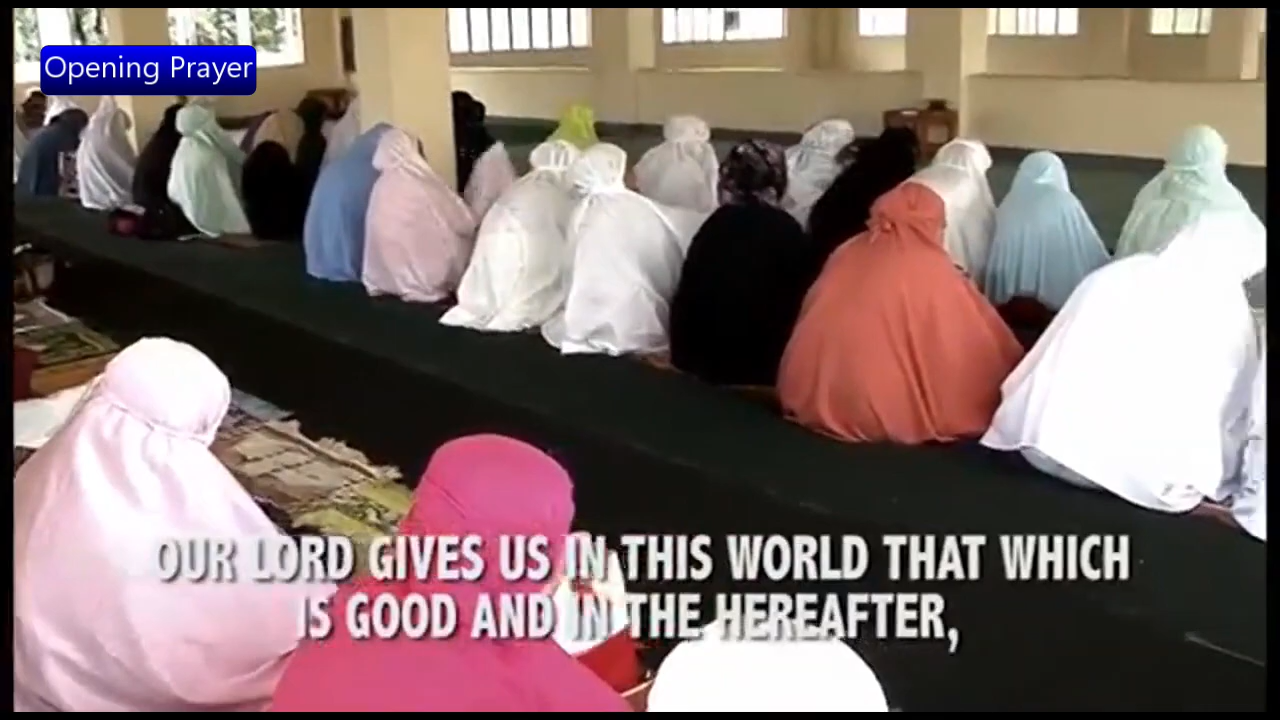 Opening Prayer
OUR LORD GIVES US IN THIS WORLD THAT WHICH
IS GOOD AND IN THE HEREAFTER,